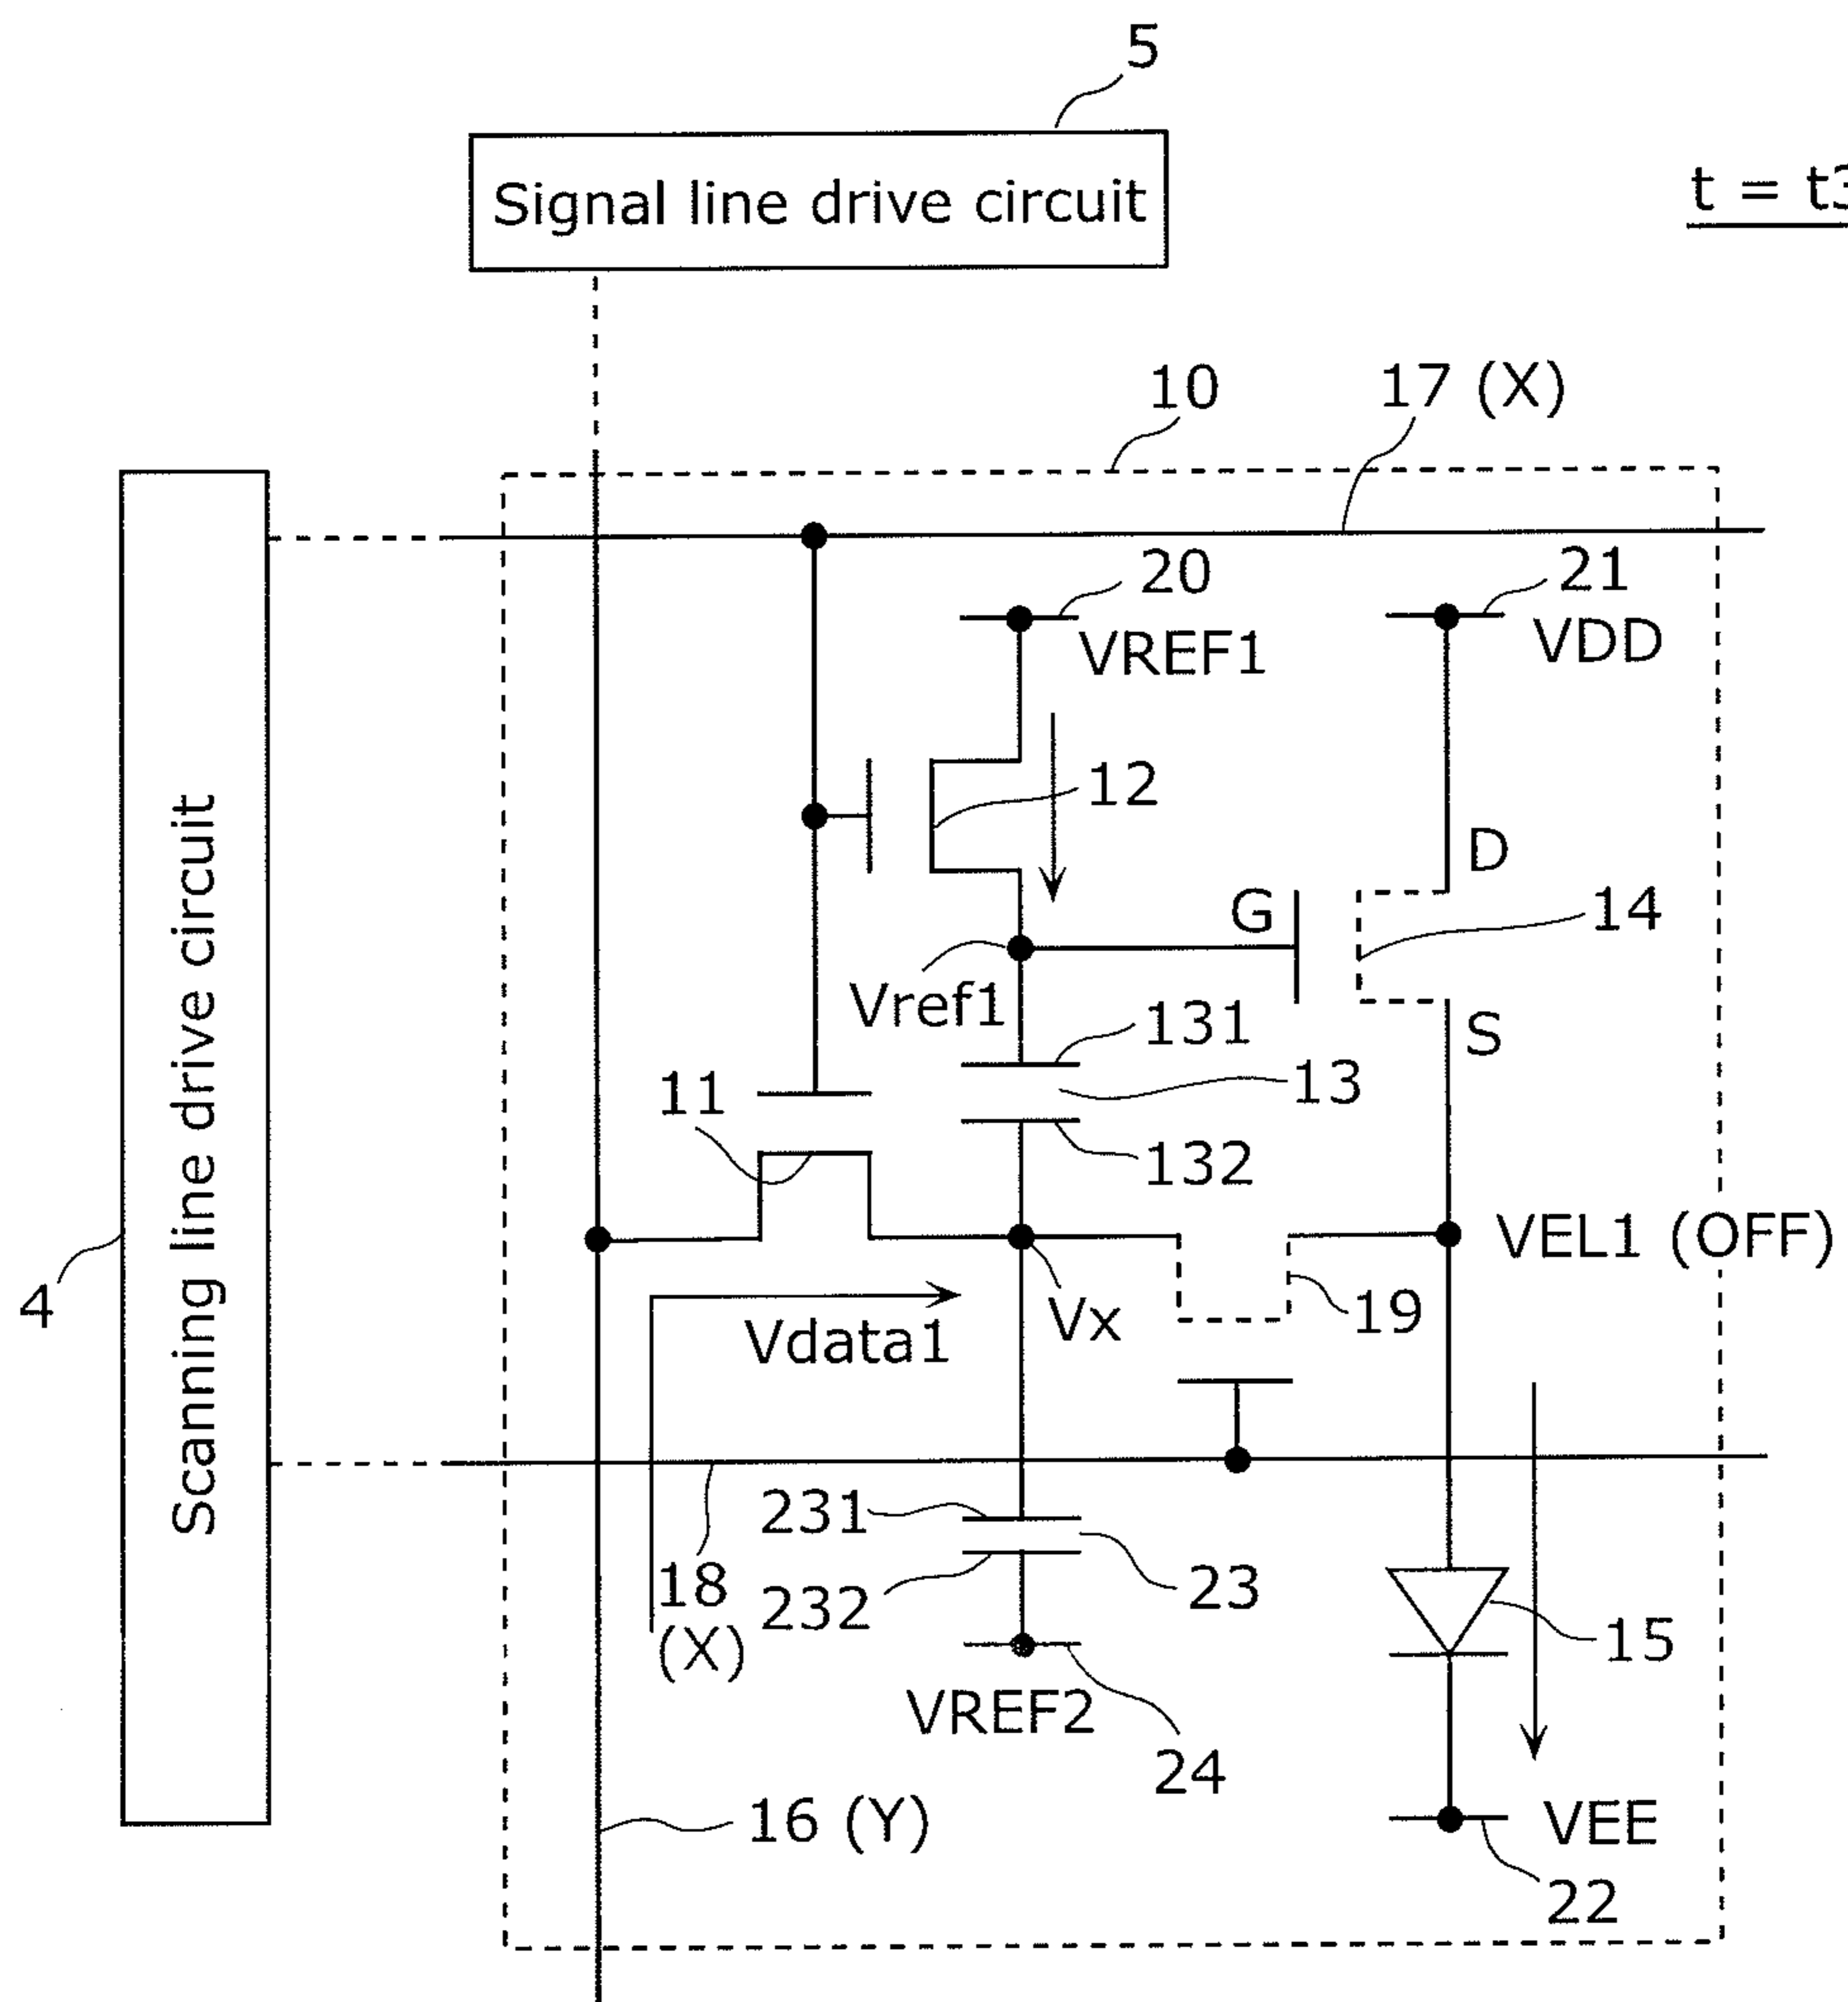 5
Signal line drive circuit
t = t3
10
17 (X)
20
21
VREF1
VDD
12
D
G
14
Vref1
131
S
11
13
132
VEL1 (OFF)
4
Scanning line drive circuit
Vdata1
Vx
19
231
18
(X)
232
23
15
VREF2
24
16 (Y)
VEE
22